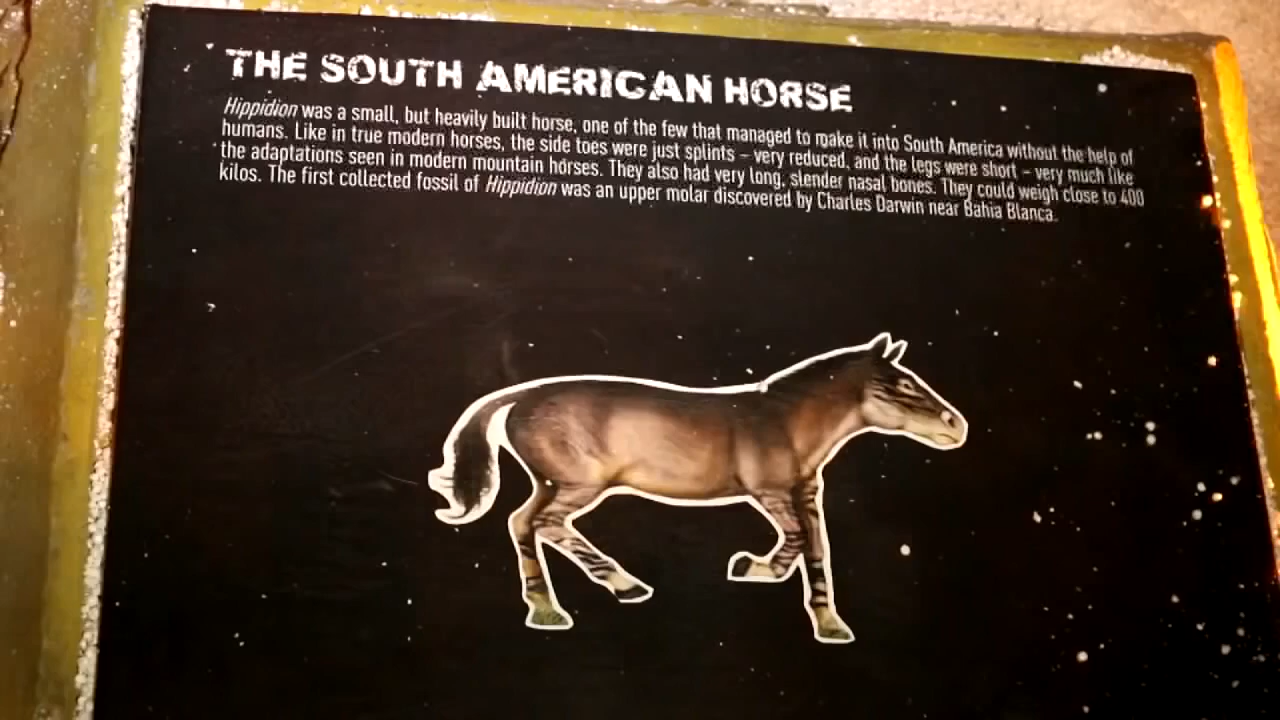 THE SOUTH AMERICAN HORSE
Hippidion was a small, but heavily built horse, one of the few that managed to make it into South America without the help of
humans. Like in true modern horses, the side toes were just splints – very reduced, and the legs were short – very much like
the adaptations seen in modern mountain horses. They also had very long, slender nasal bones. They could weigh close to 400
kilos. The first collected fossil of Hippidion was an upper molar discovered by Charles Darwin near Bahia Blanca.